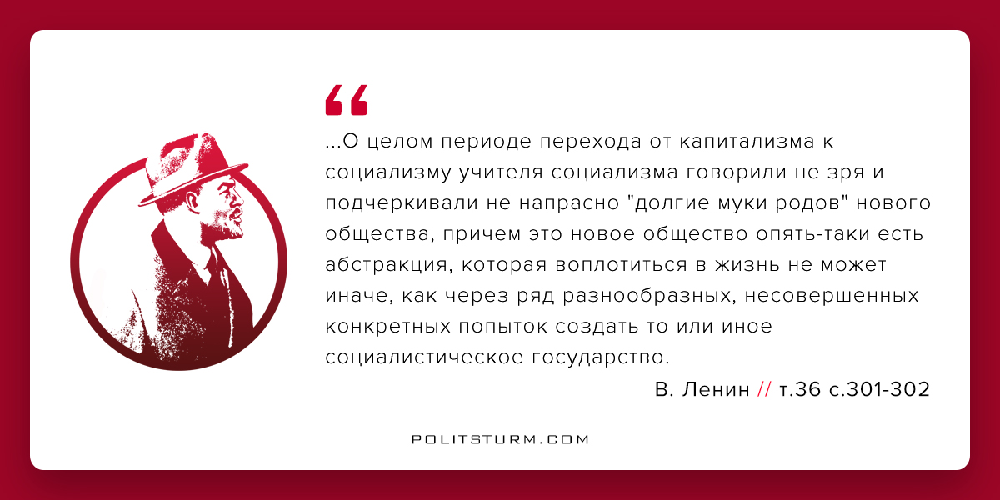 ...О целом периоде перехода от капитализма к
социализму учителя социализма говорили не зря и
подчеркивали не напрасно "долгие муки родов" нового
общества, причем это новое общество опять-таки есть
абстракция, которая воплотиться в жизнь не может
иначе, как через ряд разнообразных, несовершенных
конкретных попыток создать то или иное
социалистическое государство.
В. Ленин // т.36 с.301-302
POLITSTURM.COM